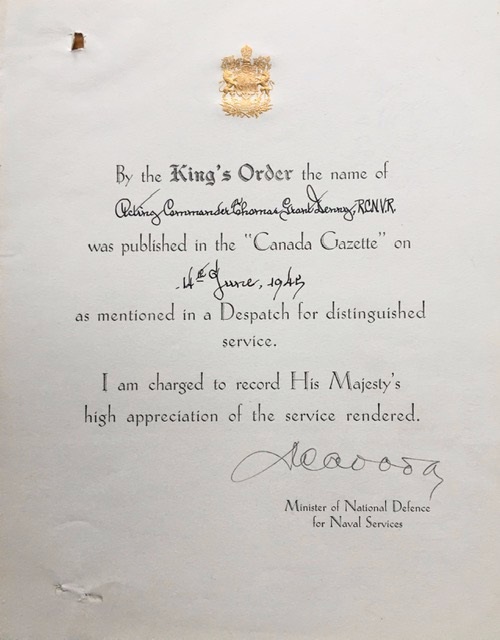 By the King's Order the name of
Acting Commander Thomas Grant Denny, R.C.N.V.R.
was published in the "Canada Gazette" on
14th June, 1945
as mentioned in a Despatch for distinguished
service.
I am charged to record His Majesty's
high appreciation of the service rendered.
Minister of National Defence
for Naval Services